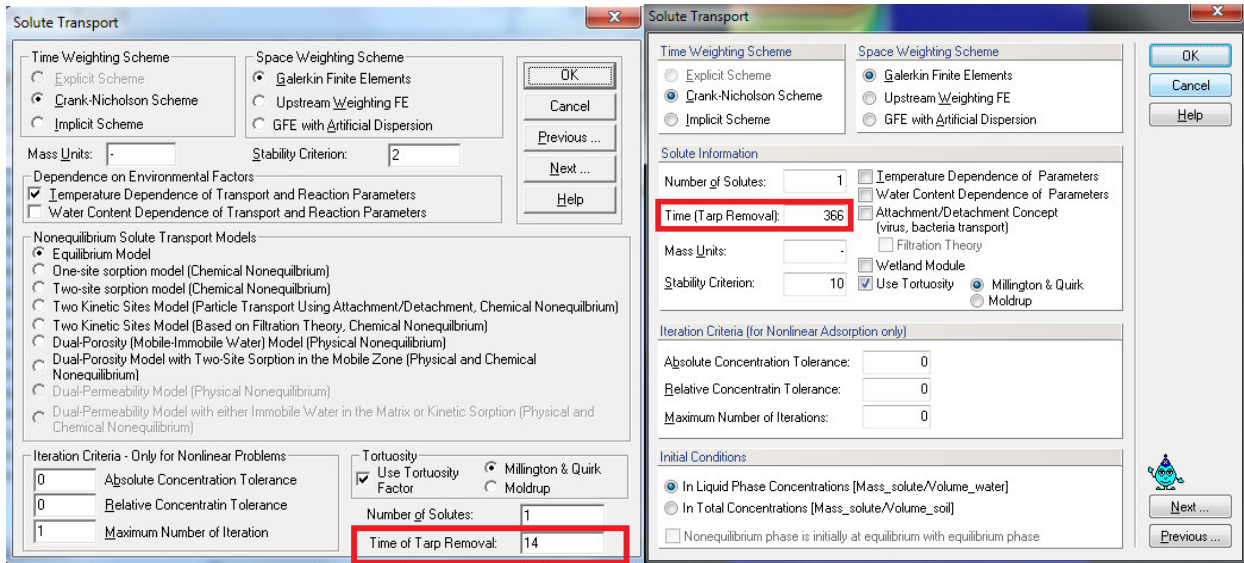 Solute Transport
Time Weighting Scheme
Explicit Scheme
Crank-Nicholson Scheme
Implicit Scheme
Space Weighting Scheme
Galerkin Finite Elements
Upstream Weighting FE
GFE with Artificial Dispersion
OK
Cancel
Previous ...
Next ...
Help
Mass Units: -
Stability Criterion: 2
Dependence on Environmental Factors
Temperature Dependence of Transport and Reaction Parameters
Water Content Dependence of Transport and Reaction Parameters
Nonequilibrium Solute Transport Models
Equilibrium Model
One-site sorption model (Chemical Nonequilbrium)
Two-site sorption model (Chemical Nonequilbrium)
Two Kinetic Sites Model (Particle Transport Using Attachment/Detachment, Chemical Nonequilbrium)
Two Kinetic Sites Model (Based on Filtration Theory, Chemical Nonequilbrium)
Dual-Porosity (Mobile-Immobile Water) Model (Physical Nonequilibrium)
Dual-Porosity Model with Two-Site Sorption in the Mobile Zone (Physical and Chemical
Nonequilibrium)
Dual-Permeability Model (Physical Nonequilibrium)
Dual-Permeability Model with either Immobile Water in the Matrix or Kinetic Sorption (Physical and
Chemical Nonequilibrium)
Iteration Criteria - Only for Nonlinear Problems
0 Absolute Concentration Tolerance
0 Relative Concentratin Tolerance
1 Maximum Number of Iteration
Tortuosity
Use Tortuosity
Factor
Millington & Quirk
Moldrup
Number of Solutes: 1
Time of Tarp Removal: 14
Solute Transport
Time Weighting Scheme
Explicit Scheme
Crank-Nicholson Scheme
Implicit Scheme
Space Weighting Scheme
Galerkin Finite Elements
Upstream Weighting FE
GFE with Artificial Dispersion
OK
Cancel
Help
Solute Information
Number of Solutes: 1
Time (Tarp Removal): 366
Mass Units: -
Stability Criterion: 10
Temperature Dependence of Parameters
Water Content Dependence of Parameters
Attachment/Detachment Concept
(virus, bacteria transport)
Filtration Theory
Wetland Module
Use Tortuosity
Millington & Quirk
Moldrup
Iteration Criteria (for Nonlinear Adsorption only)
Absolute Concentration Tolerance: 0
Relative Concentratin Tolerance: 0
Maximum Number of Iterations: 0
Initial Conditions
In Liquid Phase Concentrations [Mass_solute/Volume_water]
In Total Concentrations [Mass_solute/Volume_soil]
Nonequilibrium phase is initially at equilibrium with equilibrium phase
Next ...
Previous ...